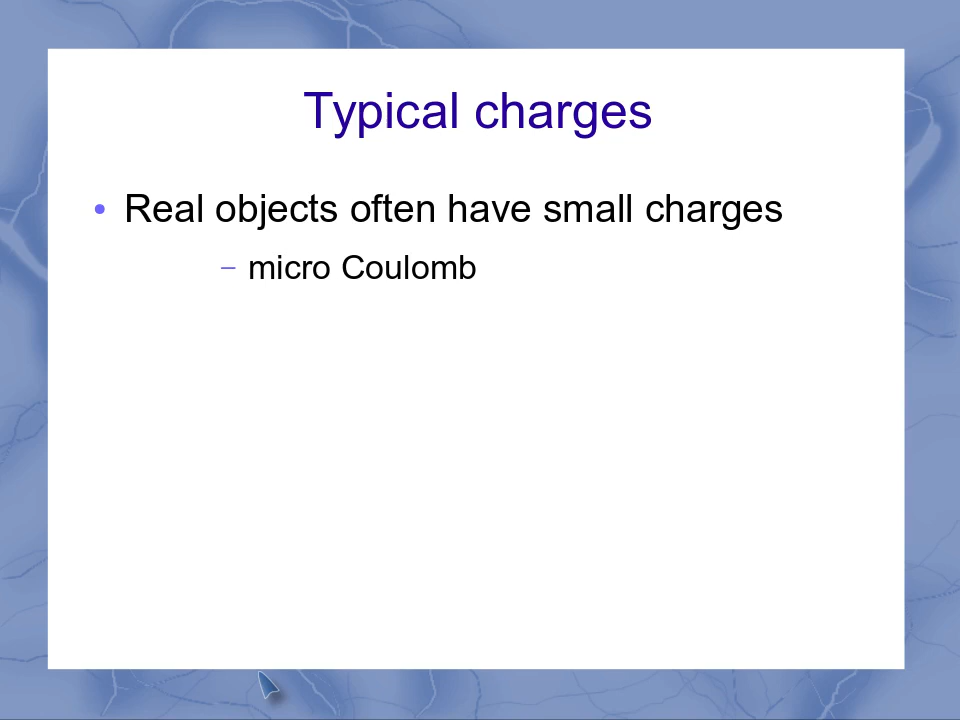 Typical charges
• Real objects often have small charges
– micro Coulomb